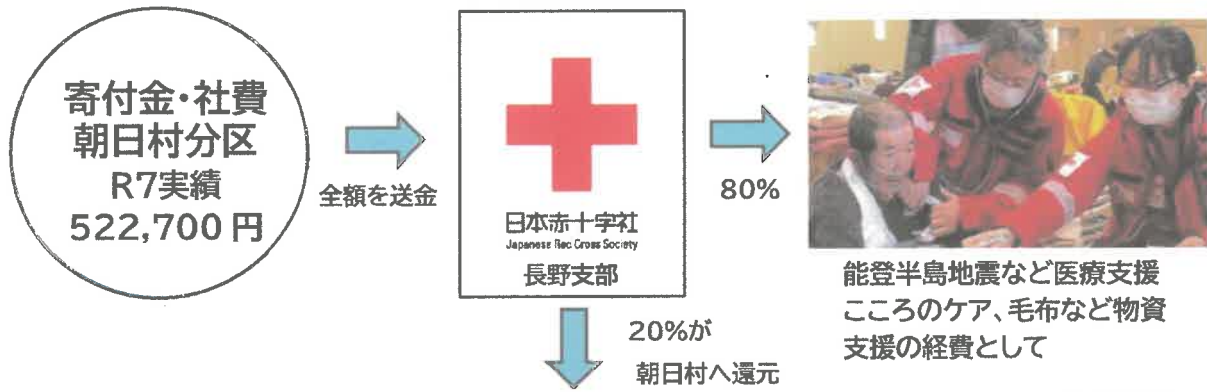 寄付金・社費
朝日村分区
R7実績
522,700円
全額を送金
日本赤十字社
Japanese Red Cross Society
長野支部
80%
能登半島地震など医療支援
こころのケア、毛布など物資
支援の経費として
20%が
朝日村へ還元